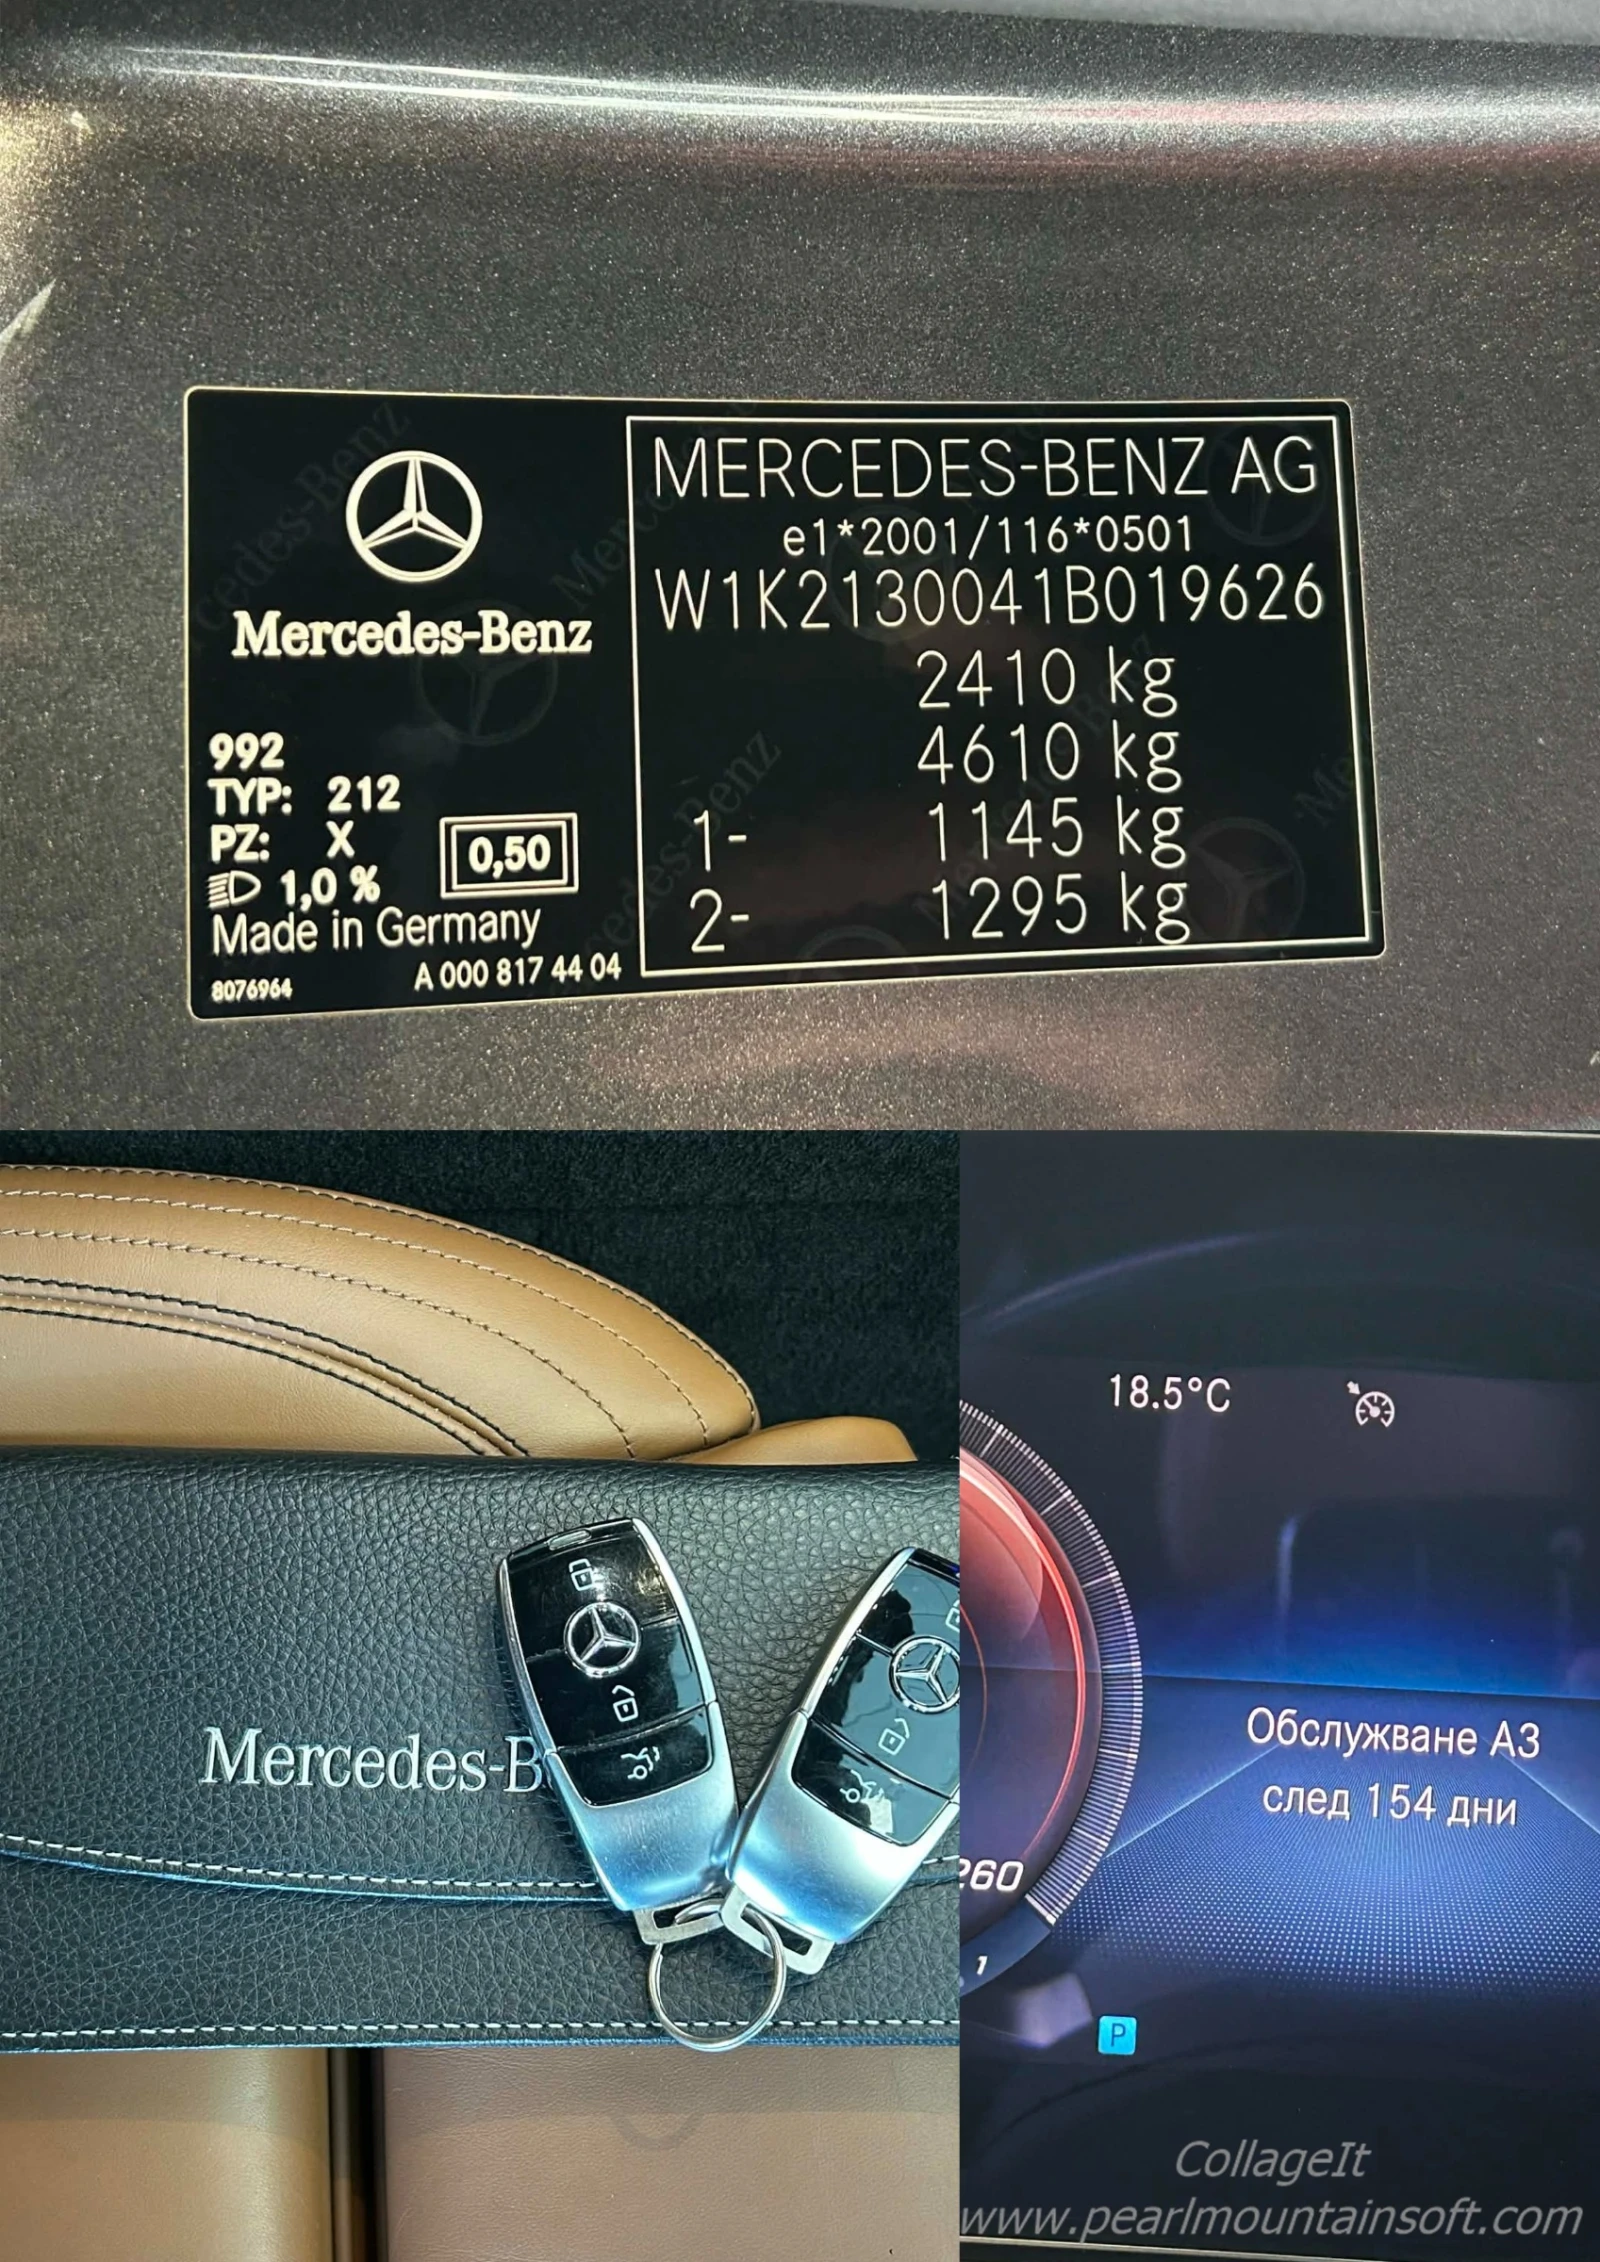 MERCEDES-BENZ AG
e1*2001/116*0501
W1K2130041B019626
2410 kg
4610 kg
1- 1145 kg
2- 1295 kg
Mercedes-Benz
992
TYP: 212
PZ: X
1,0 %
0,50
Made in Germany
8076964 A 000 817 44 04
Mercedes-B
18.5°C
Обслужване A3
след 154 дни
260
1
P
CollageIt
www.pearlmountainsoft.com